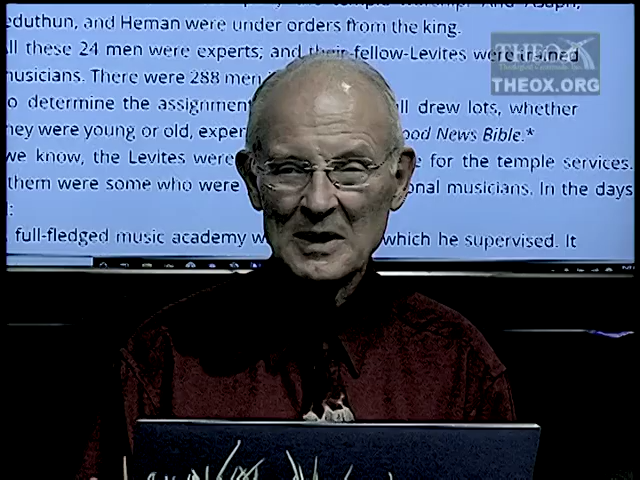 eduthun, and Heman were under orders from the king.
All these 24 men were experts; and their fellow-Levites were trained
musicians. There were 288 men
o determine the assignment ll drew lots, whether
hey were young or old, exper ood News Bible.*
we know, the Levites were e for the temple services.
them were some who were onal musicians. In the days
:
full-fledged music academy w which he supervised. It
THEOX
THEOX.ORG